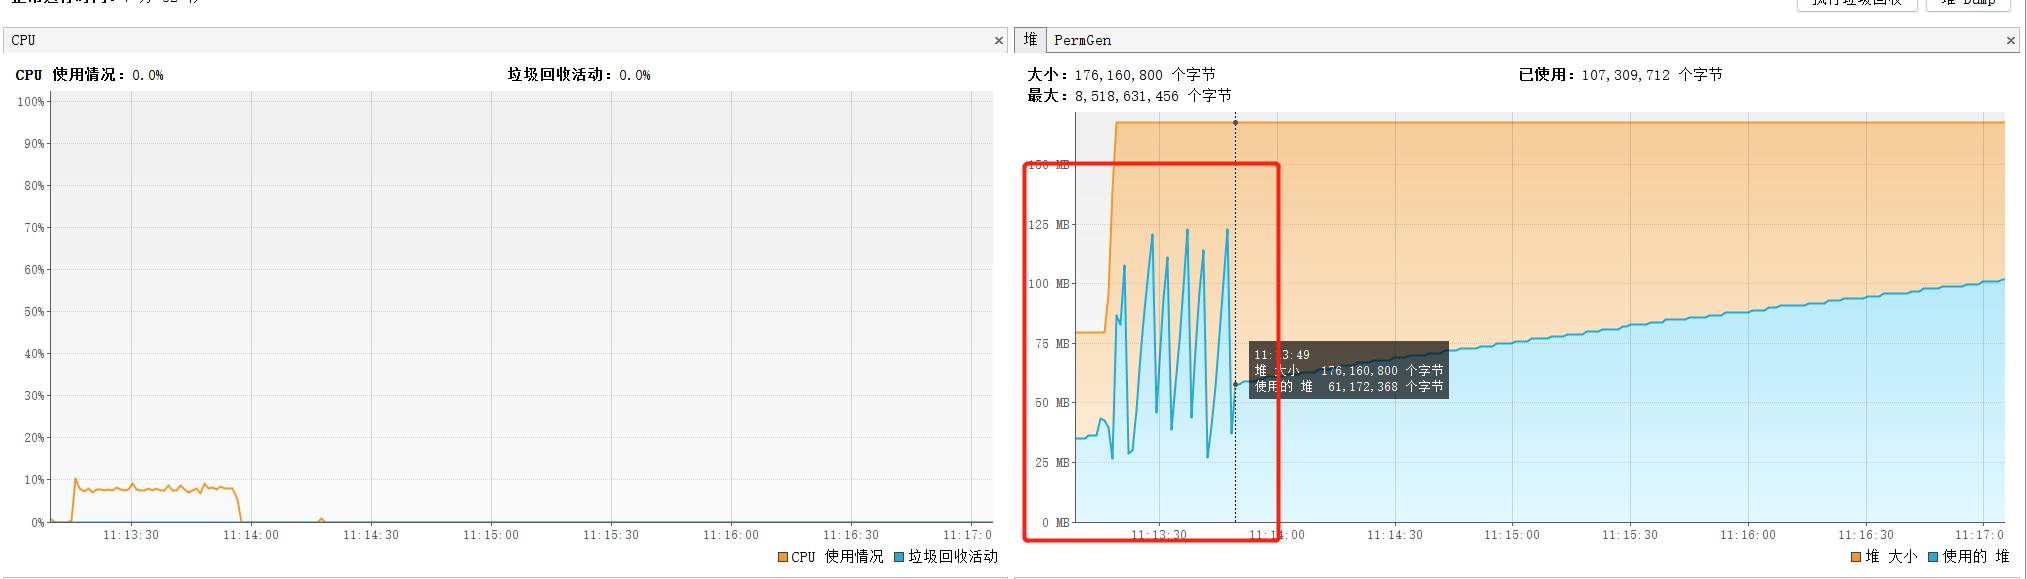 CPU
CPU 使用情况: 0.0%
垃圾回收活动: 0.0%
100%
90%
80%
70%
60%
50%
40%
30%
20%
10%
0%
11:13:30 11:14:00 11:14:30 11:15:00 11:15:30 11:16:00 11:16:30 11:17:0
CPU 使用情况 垃圾回收活动
堆 PermGen
大小: 176,160,800 个字节
已使用: 107,309,712 个字节
最大: 8,518,631,456 个字节
150 MB
125 MB
100 MB
75 MB
50 MB
25 MB
0 MB
11:13:49
堆 大小 176,160,800 个字节
使用的 堆 61,172,368 个字节
11:13:30 11:14:00 11:14:30 11:15:00 11:15:30 11:16:00 11:16:30 11:17:0
堆 大小 使用的 堆